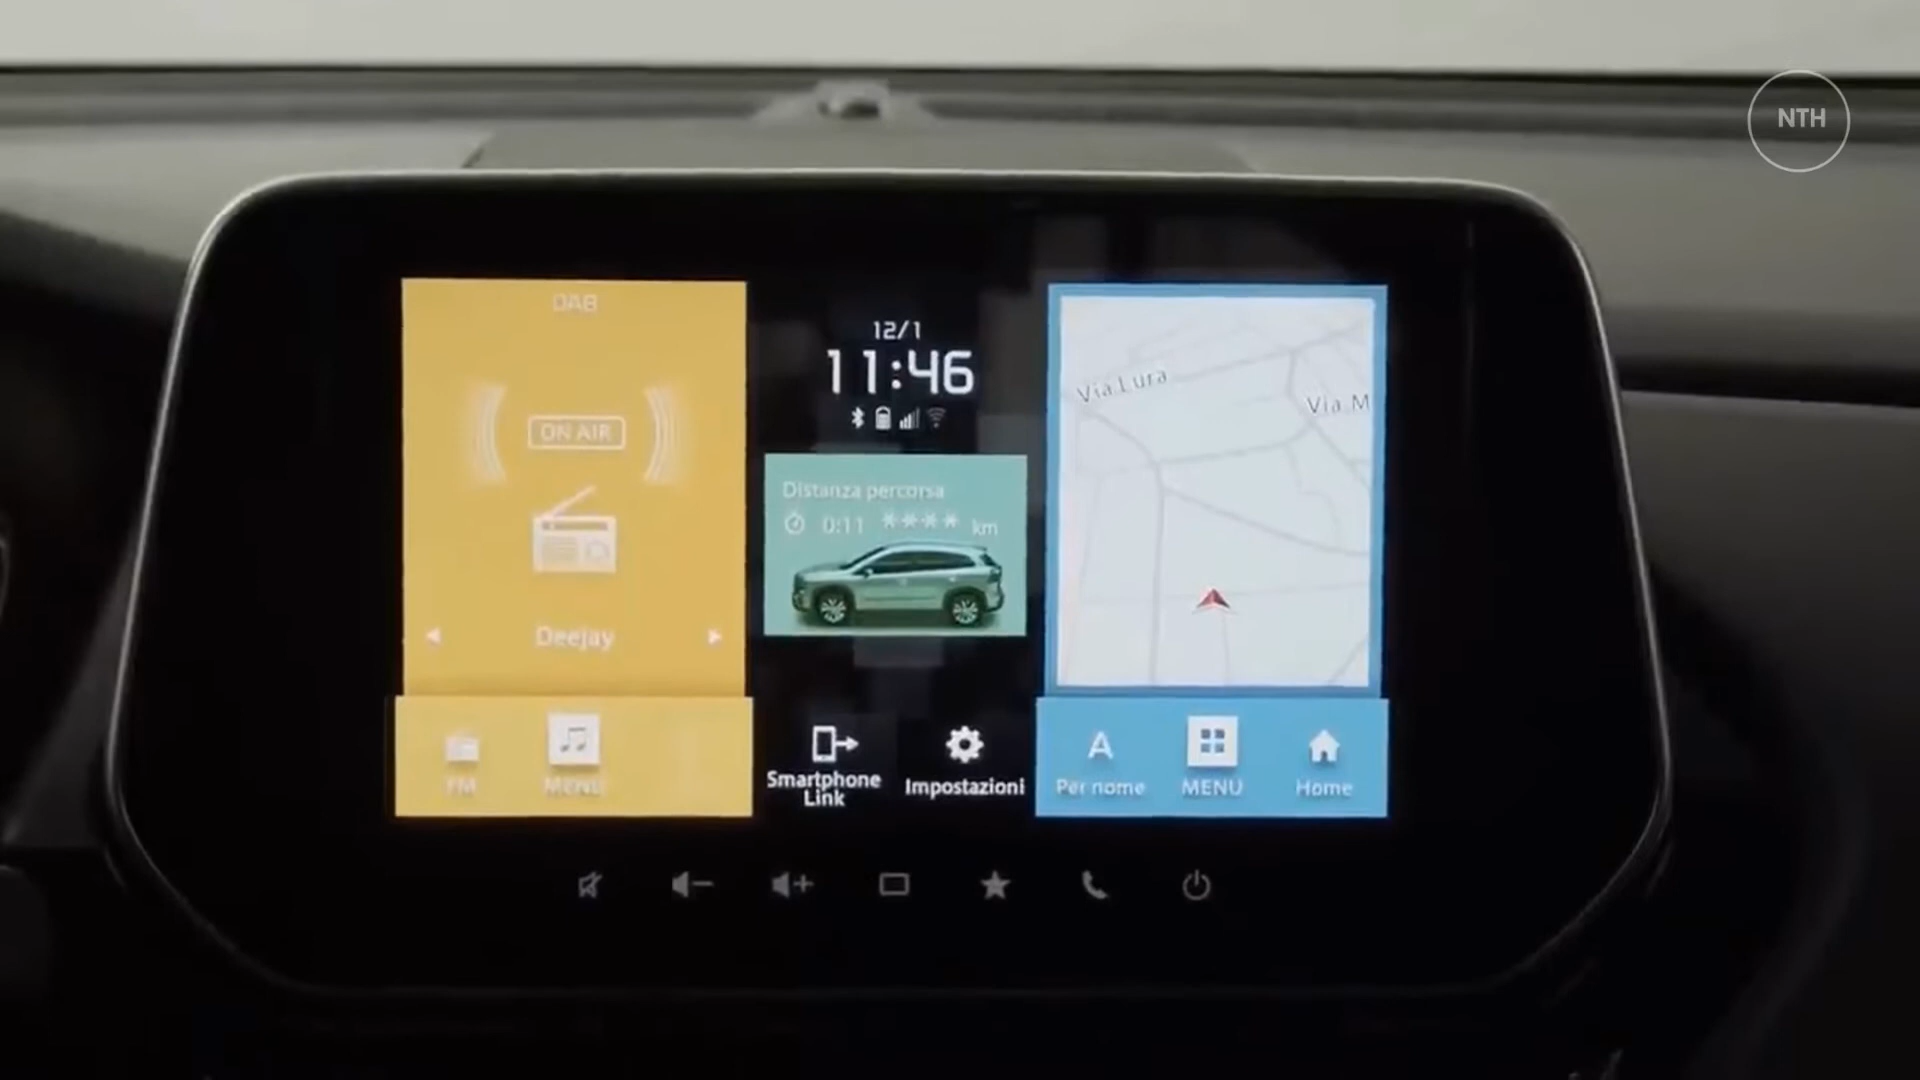 NTH
DAB
ON AIR
Deejay
FM
MENU
12/1
11:46
Distanza percorsa
0:11 **** km
Smartphone
Link
Impostazioni
Via Lura
Via M
Per nome
MENU
Home